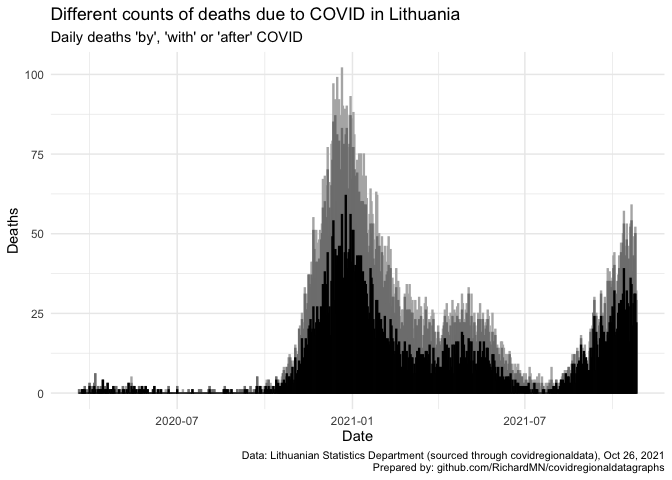 Different counts of deaths due to COVID in Lithuania
Daily deaths 'by', 'with' or 'after' COVID
100
75
50
25
0
Deaths
2020-07
2021-01
2021-07
Date
Data: Lithuanian Statistics Department (sourced through covidregionaldata), Oct 26, 2021
Prepared by: github.com/RichardMN/covidregionaldatagraphs